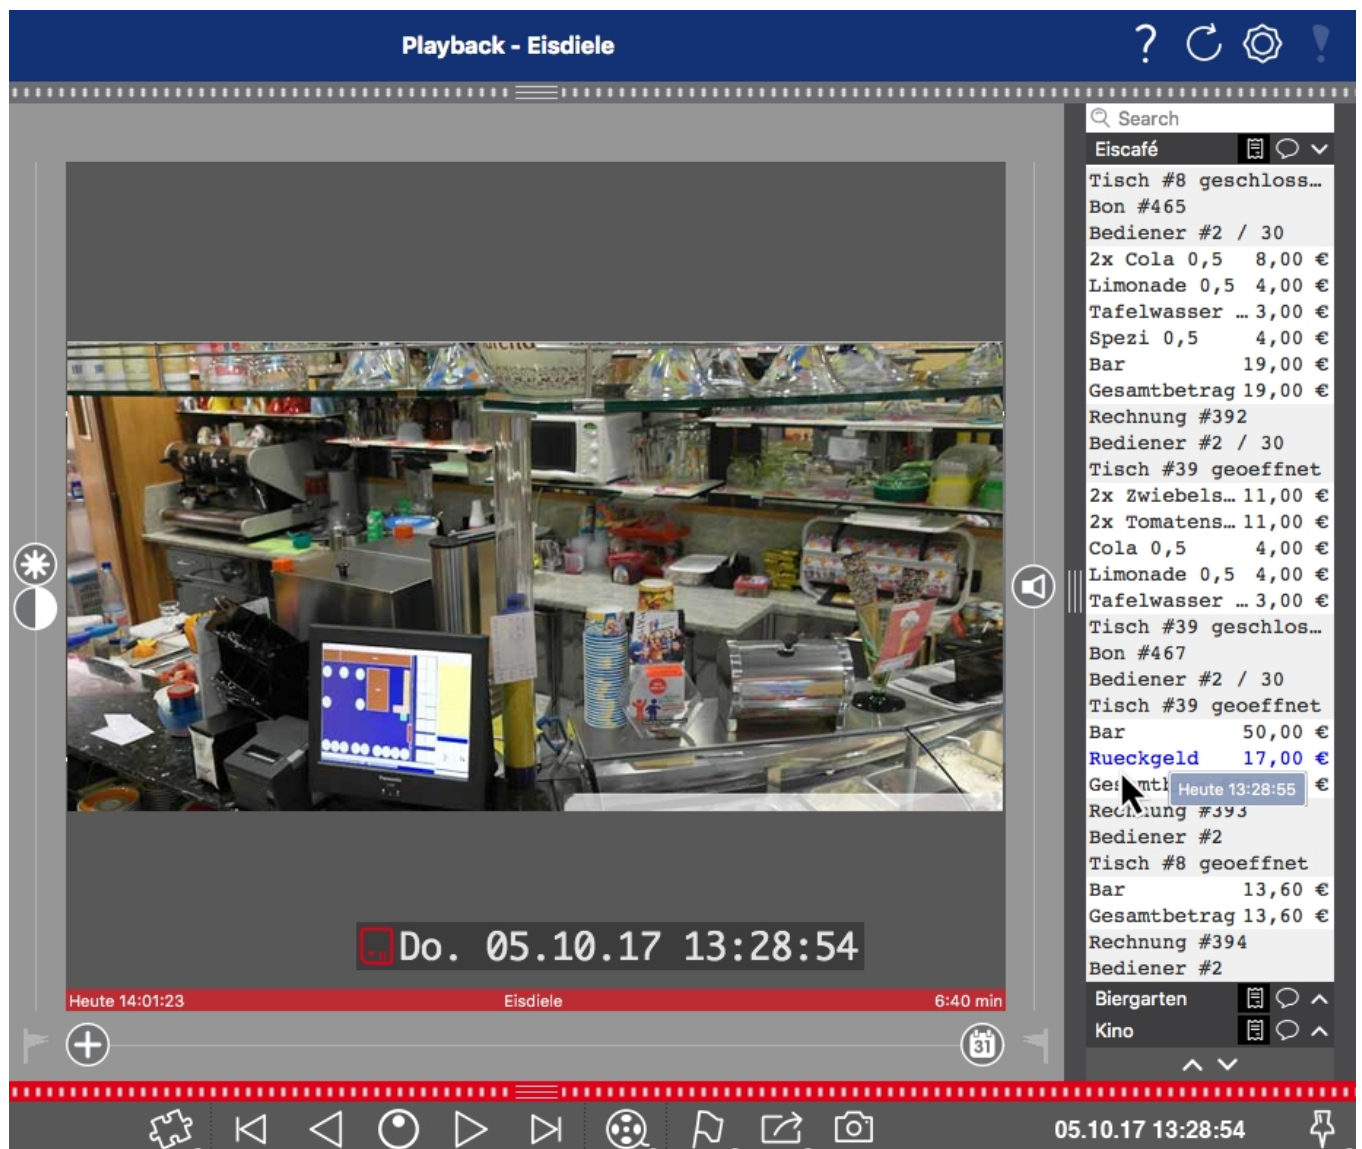 Playback - Eisdiele
Search
Eiscafé
Tisch #8 geschloss…
Bon #465
Bediener #2 / 30
2x Cola 0,5 8,00 €
Limonade 0,5 4,00 €
Tafelwasser … 3,00 €
Spezi 0,5 4,00 €
Bar 19,00 €
Gesamtbetrag 19,00 €
Rechnung #392
Bediener #2 / 30
Tisch #39 geoeffnet
2x Zwiebels… 11,00 €
2x Tomatens… 11,00 €
Cola 0,5 4,00 €
Limonade 0,5 4,00 €
Tafelwasser … 3,00 €
Tisch #39 geschlos…
Bon #467
Bediener #2 / 30
Tisch #39 geoeffnet
Bar 50,00 €
Rueckgeld 17,00 €
€
Heute 13:28:55
Rechnung #393
Bediener #2
Tisch #8 geoeffnet
Bar 13,60 €
Gesamtbetrag 13,60 €
Rechnung #394
Bediener #2
Biergarten
Kino
Do. 05.10.17 13:28:54
Heute 14:01:23 Eisdiele 6:40 min
31
05.10.17 13:28:54